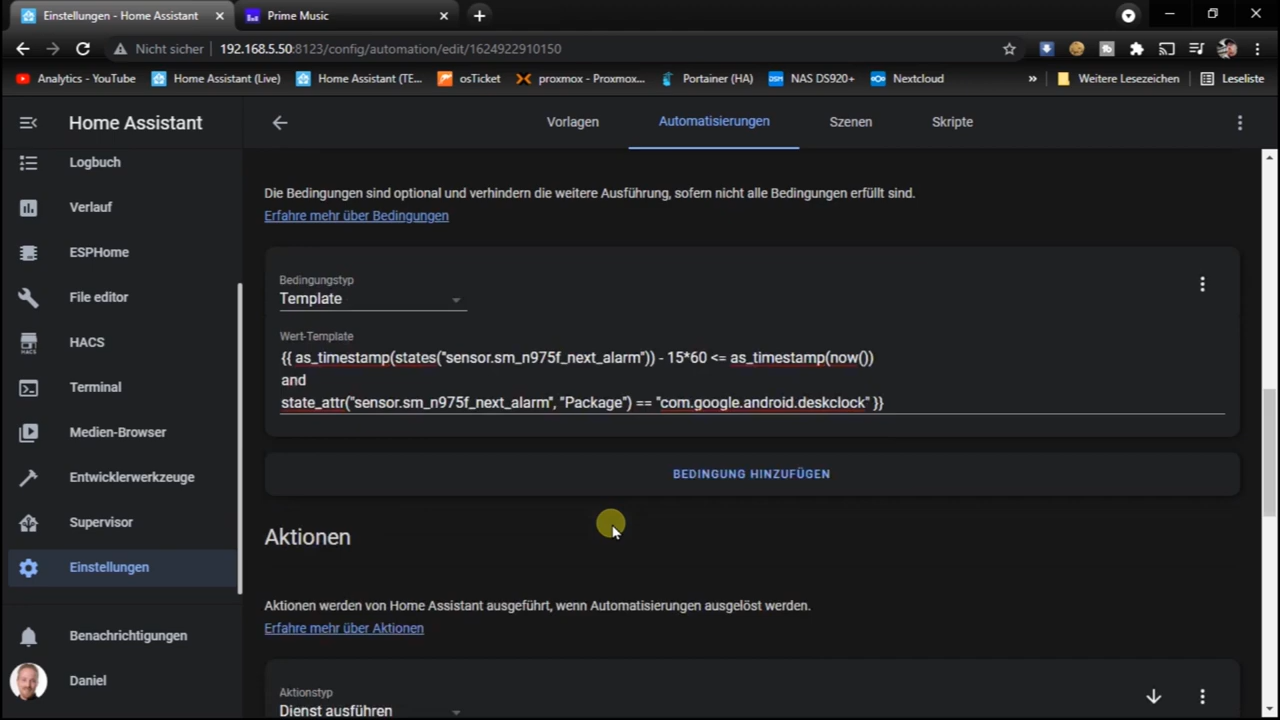 Einstellungen - Home Assistant
Prime Music
Nicht sicher
192.168.5.50:8123/config/automation/edit/1624922910150
Analytics - YouTube
Home Assistant (Live)
Home Assistant (TE...
osTicket
proxmox - Proxmox...
Portainer (HA)
DSM
NAS DS920+
Nextcloud
»
Weitere Lesezeichen
Leseliste
Home Assistant
Vorlagen
Automatisierungen
Szenen
Skripte
Logbuch
Verlauf
ESPHome
File editor
HACS
HACS
Terminal
Medien-Browser
Entwicklerwerkzeuge
Supervisor
Einstellungen
Benachrichtigungen
Daniel
Die Bedingungen sind optional und verhindern die weitere Ausführung, sofern nicht alle Bedingungen erfüllt sind.
Erfahre mehr über Bedingungen
Bedingungstyp
Template
Wert-Template
{{ as_timestamp(states("sensor.sm_n975f_next_alarm")) - 15*60 <= as_timestamp(now())
and
state_attr("sensor.sm_n975f_next_alarm", "Package") == "com.google.android.deskclock" }}
BEDINGUNG HINZUFÜGEN
Aktionen
Aktionen werden von Home Assistant ausgeführt, wenn Automatisierungen ausgelöst werden.
Erfahre mehr über Aktionen
Aktionstyp
Dienst ausführen